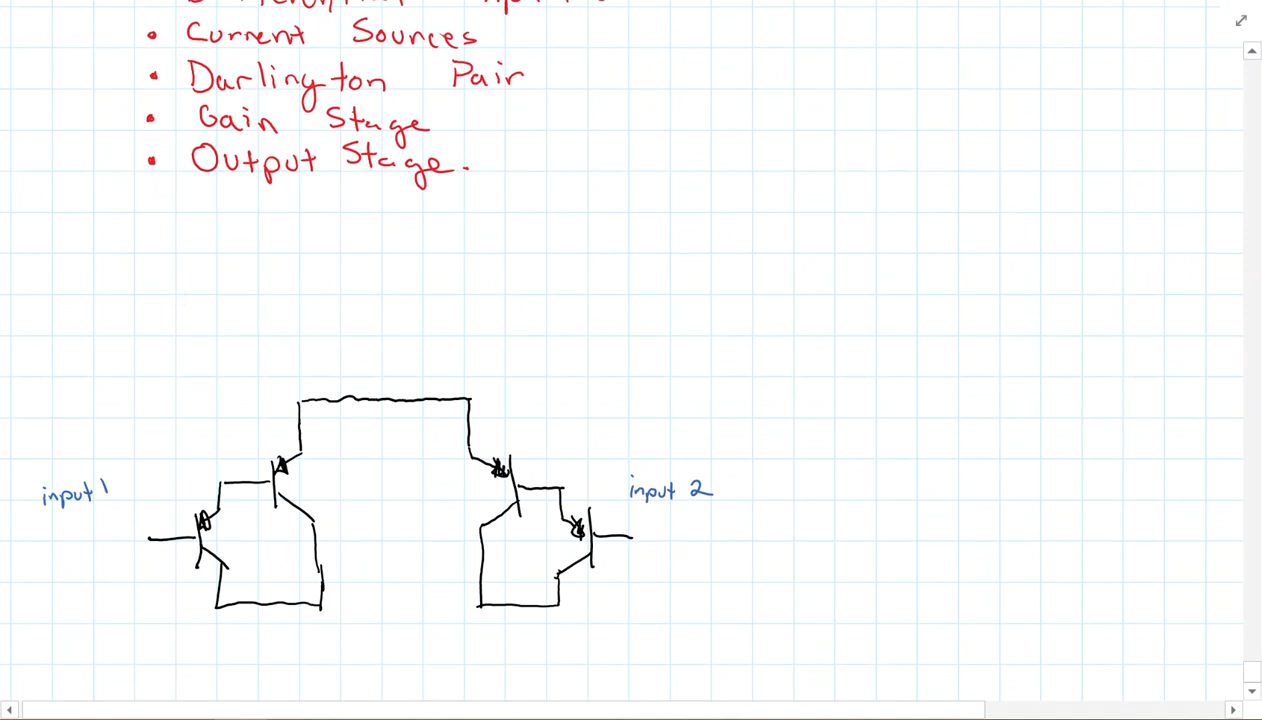 • Current Sources
• Darlington Pair
• Gain Stage
• Output Stage.
input 1
input 2